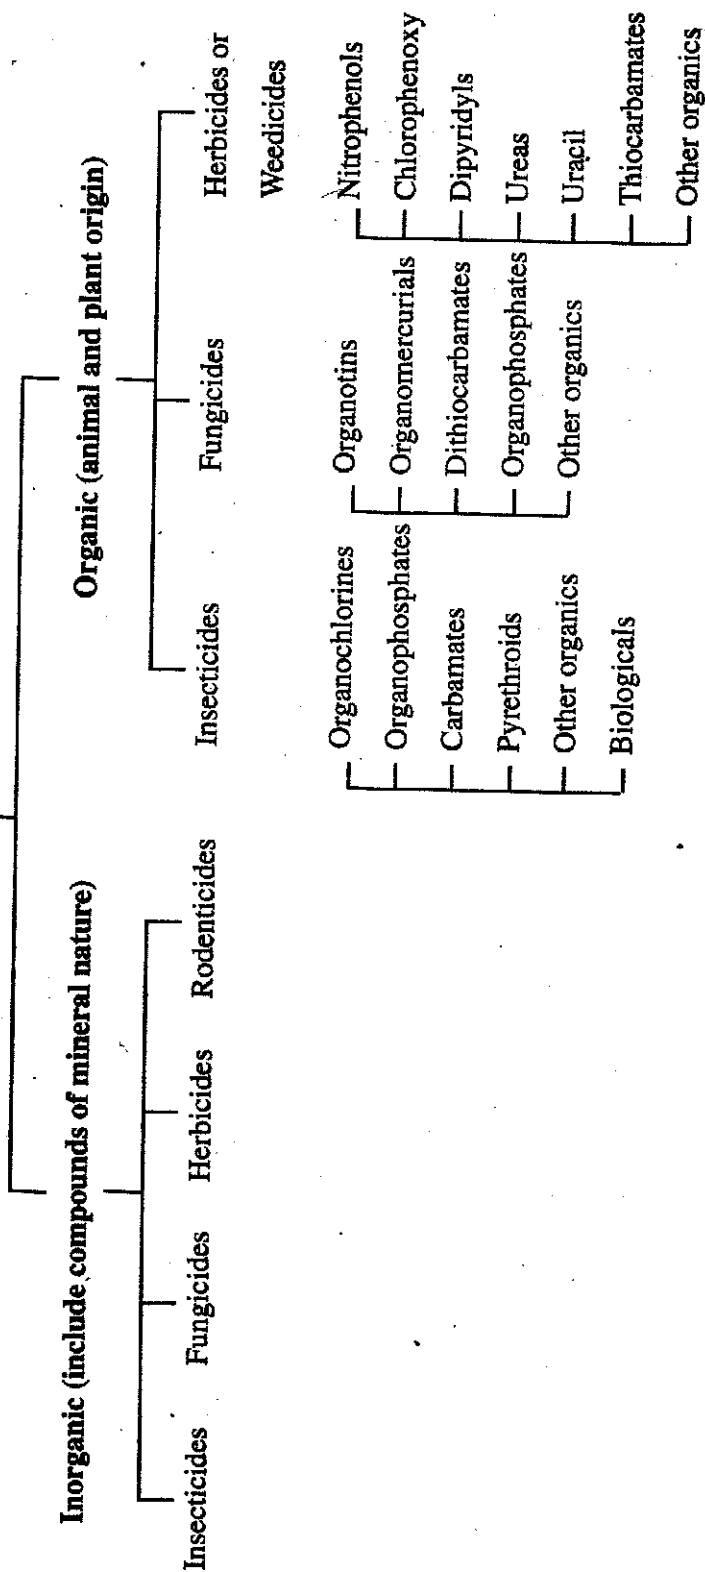 Inorganic (include compounds of mineral nature)
Organic (animal and plant origin)
Insecticides
Fungicides
Herbicides
Rodenticides
Insecticides
Fungicides
Herbicides or
Weedicides
Organochlorines
Organophosphates
Carbamates
Pyrethroids
Other organics
Biologicals
Organotins
Organomercurials
Dithiocarbamates
Organophosphates
Other organics
Nitrophenols
Chlorophenoxy
Dipyridyls
Ureas
Uracil
Thiocarbamates
Other organics